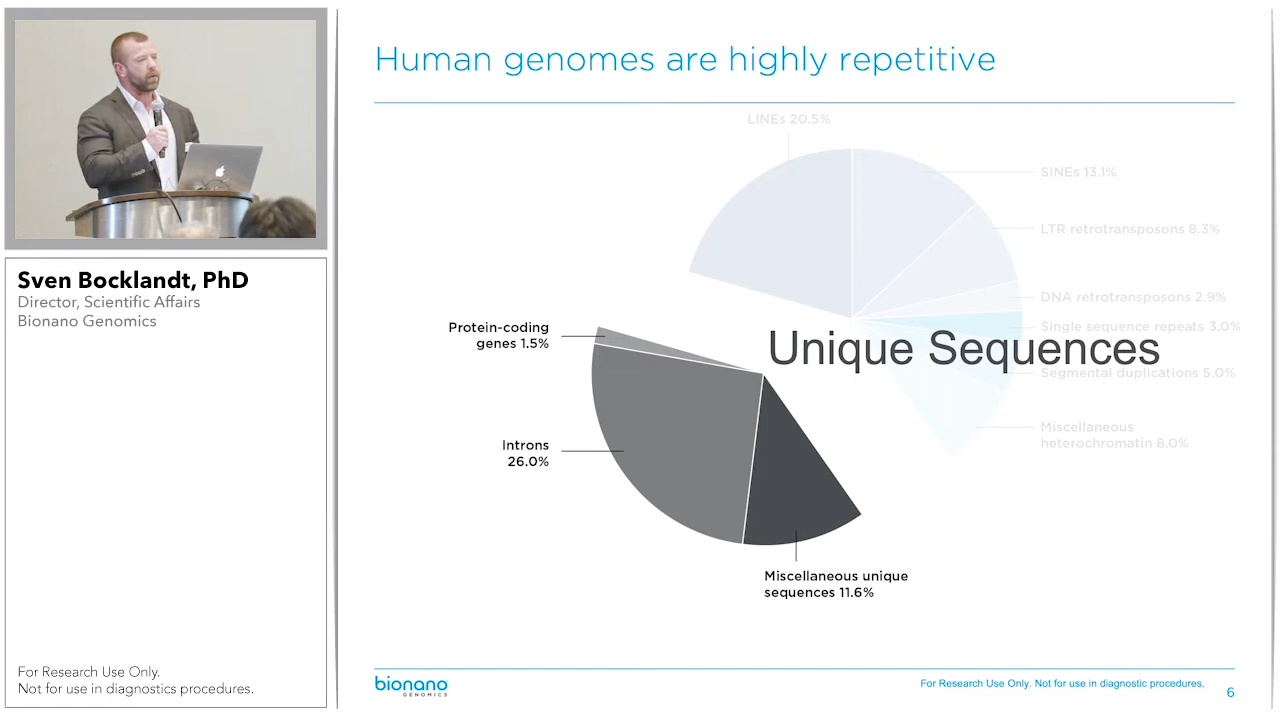 Sven Bocklandt, PhD
Director, Scientific Affairs
Bionano Genomics
For Research Use Only.
Not for use in diagnostics procedures.
Human genomes are highly repetitive
LINEs 20.5%
SINEs 13.1%
LTR retrotransposons 8.3%
DNA retrotransposons 2.9%
Single sequence repeats 3.0%
Segmental duplications 5.0%
Miscellaneous
heterochromatin 8.0%
Unique Sequences
Protein-coding
genes 1.5%
Introns
26.0%
Miscellaneous unique
sequences 11.6%
bionano
GENOMICS
For Research Use Only. Not for use in diagnostic procedures.
6